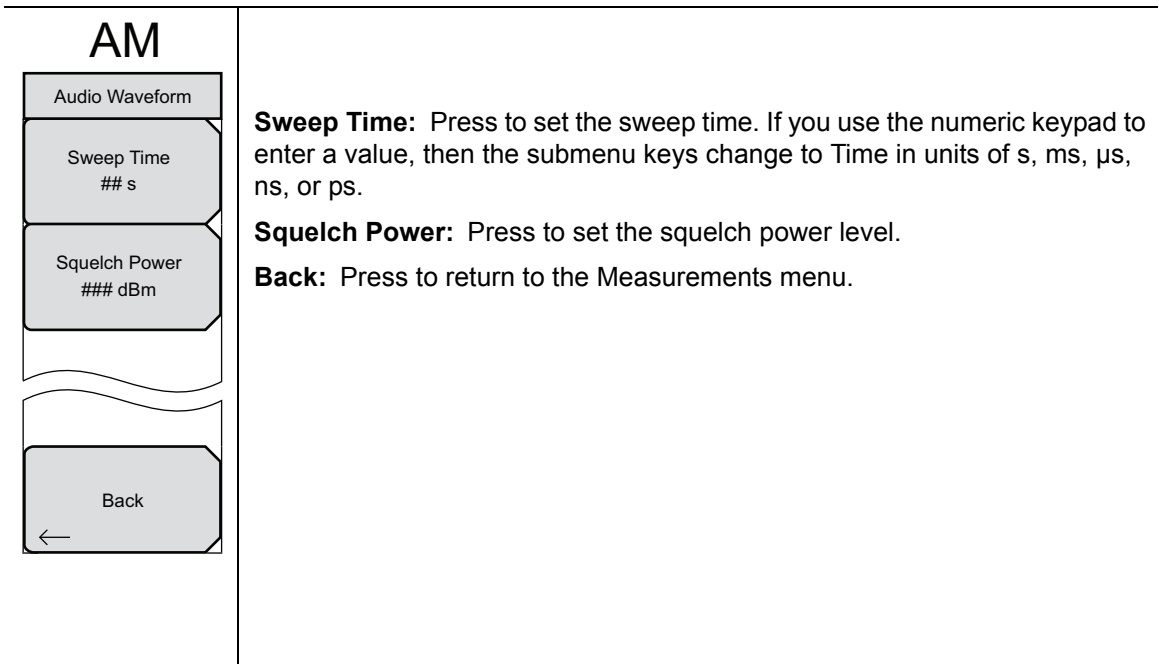 AM
Audio Waveform
Sweep Time
## s
Squelch Power
### dBm
Back
Sweep Time: Press to set the sweep time. If you use the numeric keypad to
enter a value, then the submenu keys change to Time in units of s, ms, µs,
ns, or ps.
Squelch Power: Press to set the squelch power level.
Back: Press to return to the Measurements menu.